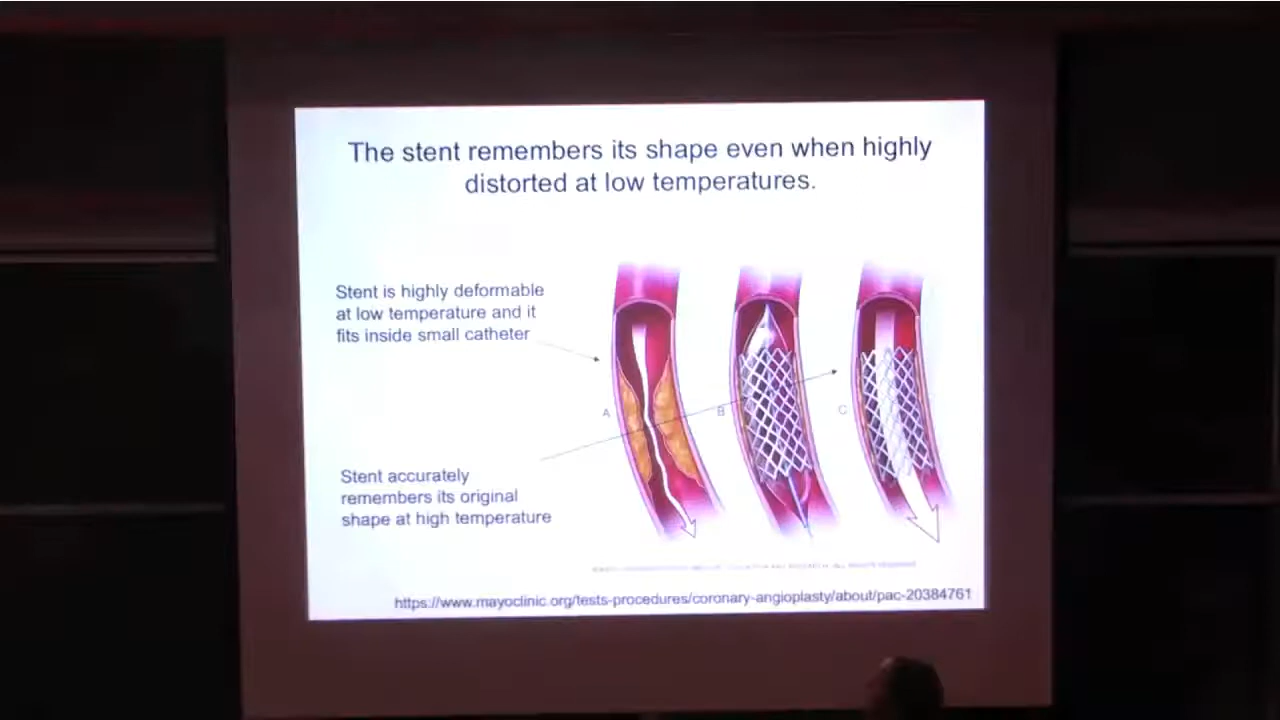 The stent remembers its shape even when highly
distorted at low temperatures.
Stent is highly deformable
at low temperature and it
fits inside small catheter
A
B
C
Stent accurately
remembers its original
shape at high temperature
https://www.mayoclinic.org/tests-procedures/coronary-angioplasty/about/pac-20384761